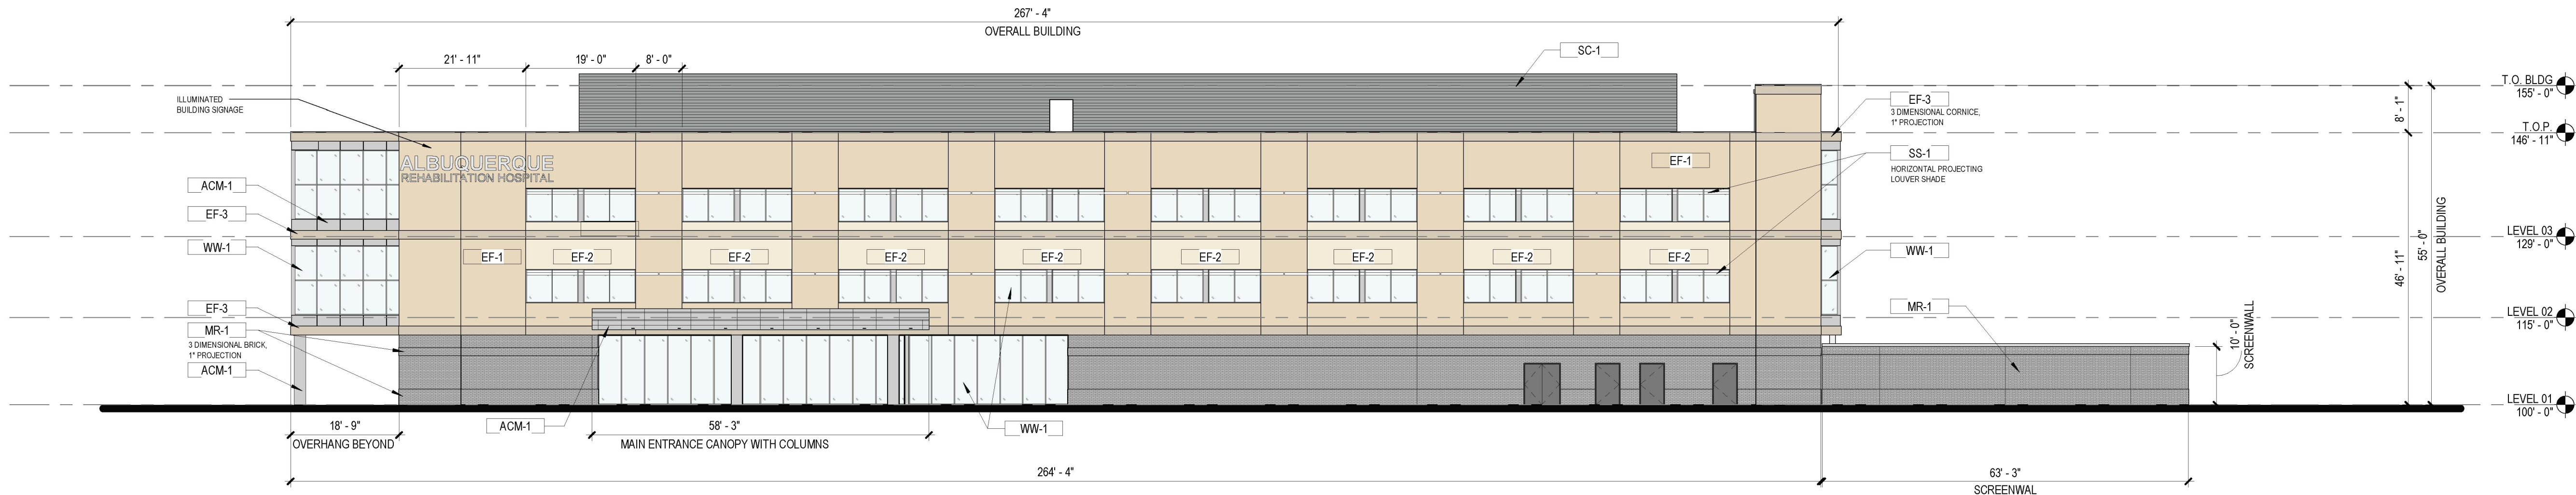 267' - 4"
OVERALL BUILDING
SC-1
21' - 11"
19' - 0"
8' - 0"
T.O. BLDG
155' - 0"
ILLUMINATED
BUILDING SIGNAGE
EF-3
3 DIMENSIONAL CORNICE,
1" PROJECTION
8' - 1"
T.O.P.
146' - 11"
ALBUQUERQUE
REHABILITATION HOSPITAL
EF-1
SS-1
HORIZONTAL PROJECTING
LOUVER SHADE
ACM-1
EF-3
WW-1
EF-1
EF-2
EF-2
EF-2
EF-2
EF-2
EF-2
EF-2
EF-2
WW-1
LEVEL 03
129' - 0"
46' - 11"
55' - 0"
OVERALL BUILDING
EF-3
MR-1
3 DIMENSIONAL BRICK,
1" PROJECTION
ACM-1
MR-1
LEVEL 02
115' - 0"
10' - 0"
SCREENWALL
LEVEL 01
100' - 0"
18' - 9"
OVERHANG BEYOND
ACM-1
58' - 3"
MAIN ENTRANCE CANOPY WITH COLUMNS
WW-1
264' - 4"
63' - 3"
SCREENWAL